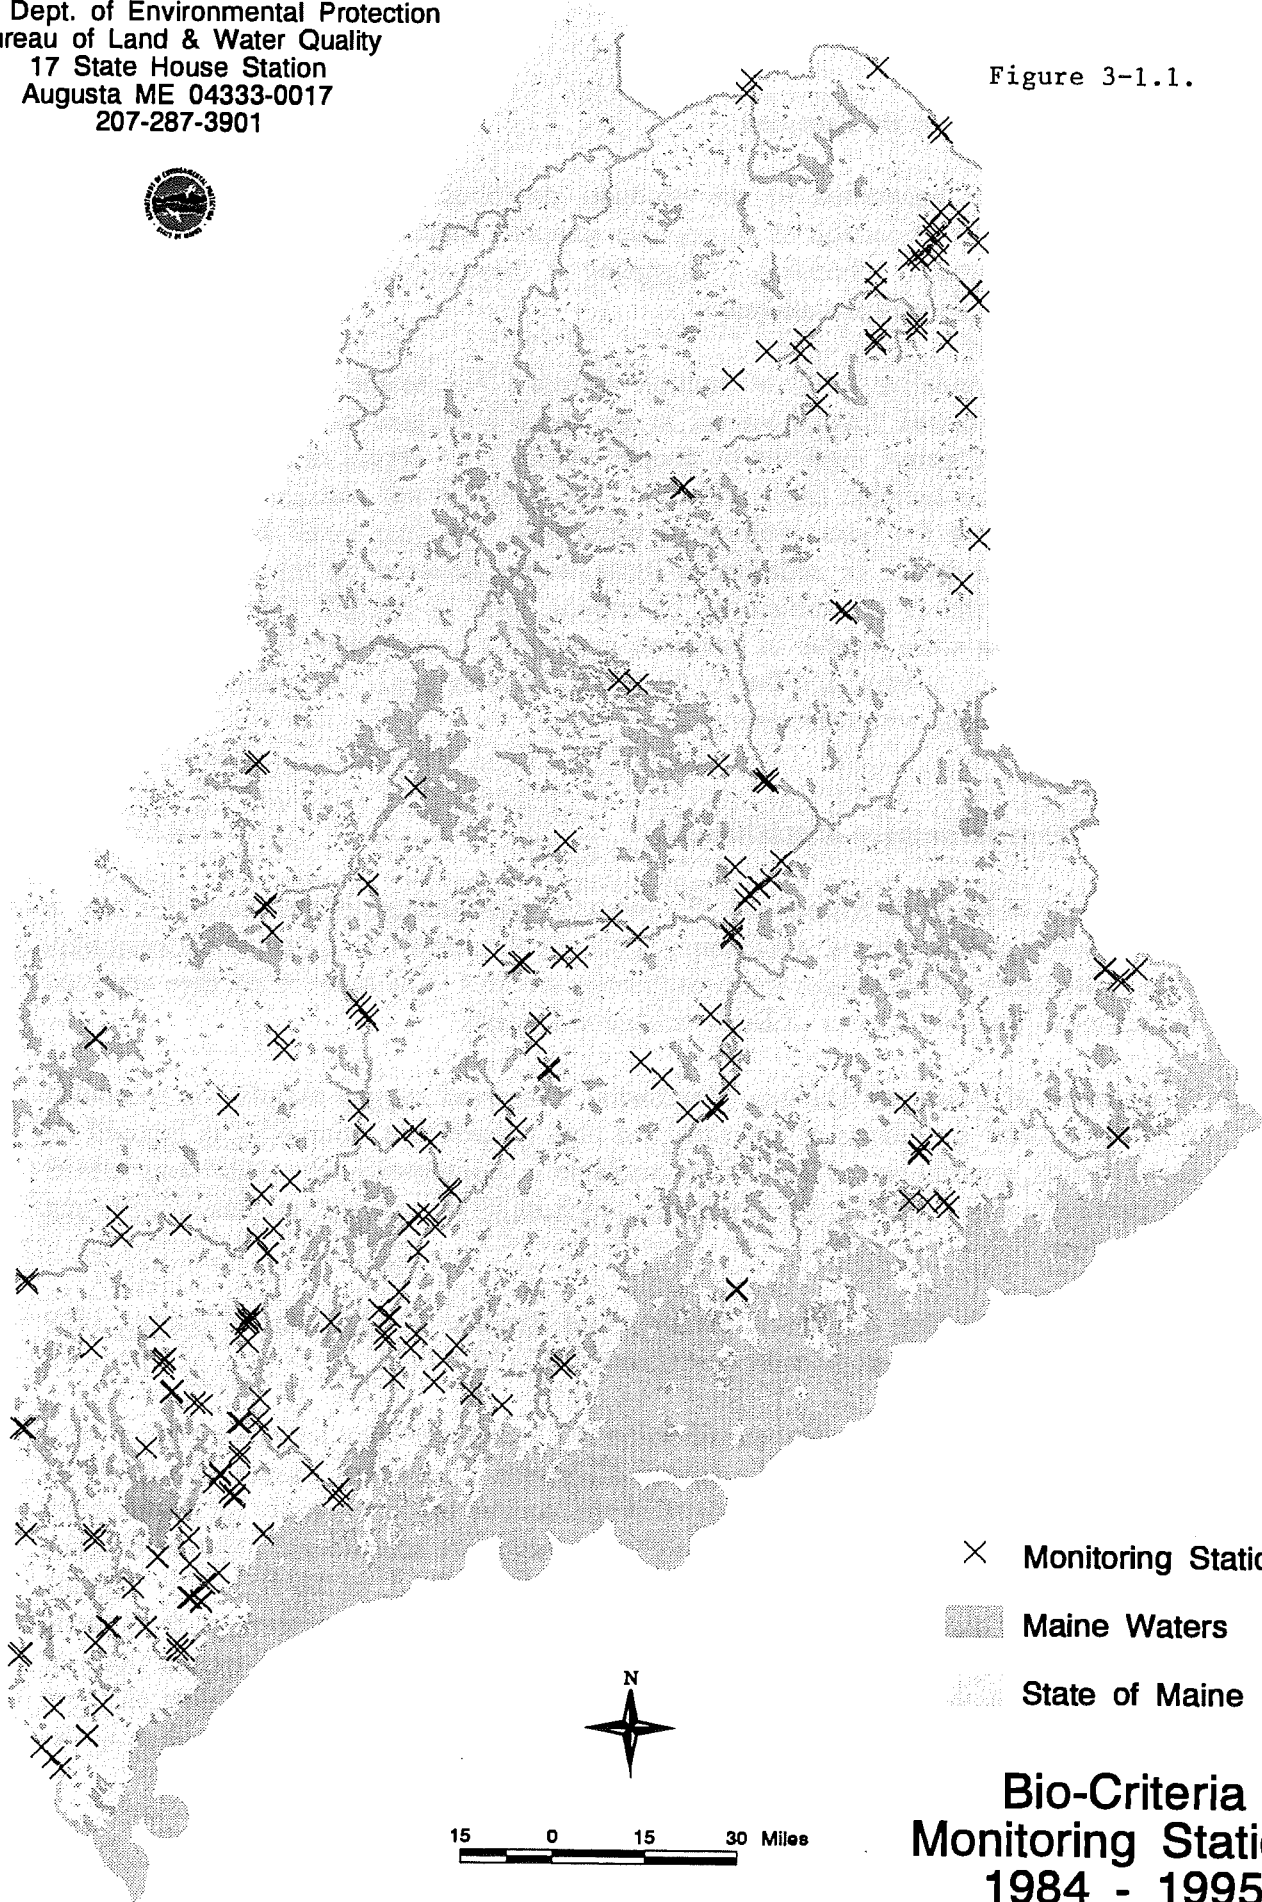 Dept. of Environmental Protection
ureau of Land & Water Quality
17 State House Station
Augusta ME 04333-0017
207-287-3901
Figure 3-1.1.
Monitoring Static
Maine Waters
State of Maine
N
15 0 15 30 Miles
Bio-Criteria
Monitoring Static
1984 - 1995